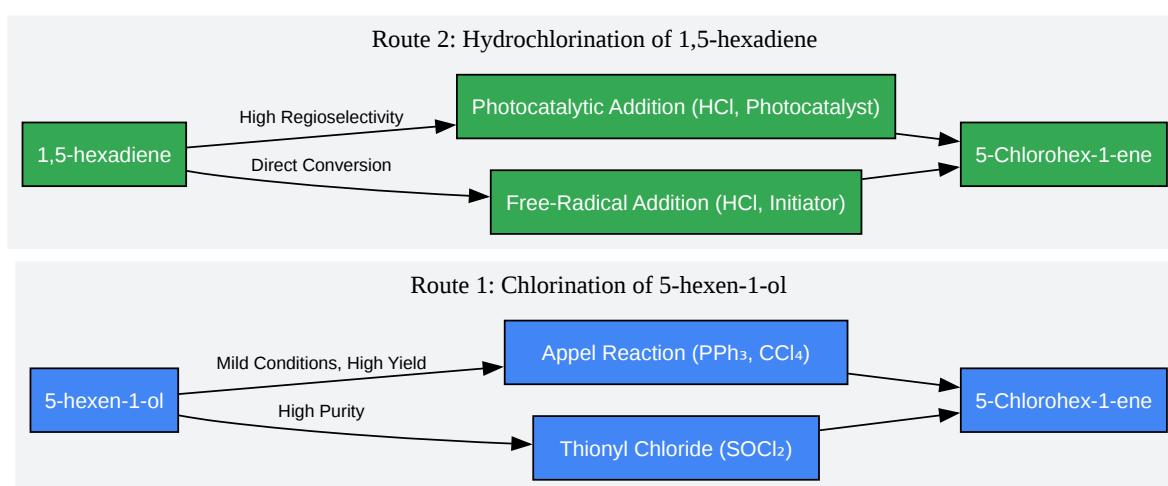 Route 2: Hydrochlorination of 1,5-hexadiene
1,5-hexadiene
High Regioselectivity
Direct Conversion
Photocatalytic Addition (HCl, Photocatalyst)
Free-Radical Addition (HCl, Initiator)
5-Chlorohex-1-ene
Route 1: Chlorination of 5-hexen-1-ol
5-hexen-1-ol
Mild Conditions, High Yield
High Purity
Appel Reaction (PPh₃, CCl₄)
Thionyl Chloride (SOCl₂)
5-Chlorohex-1-ene